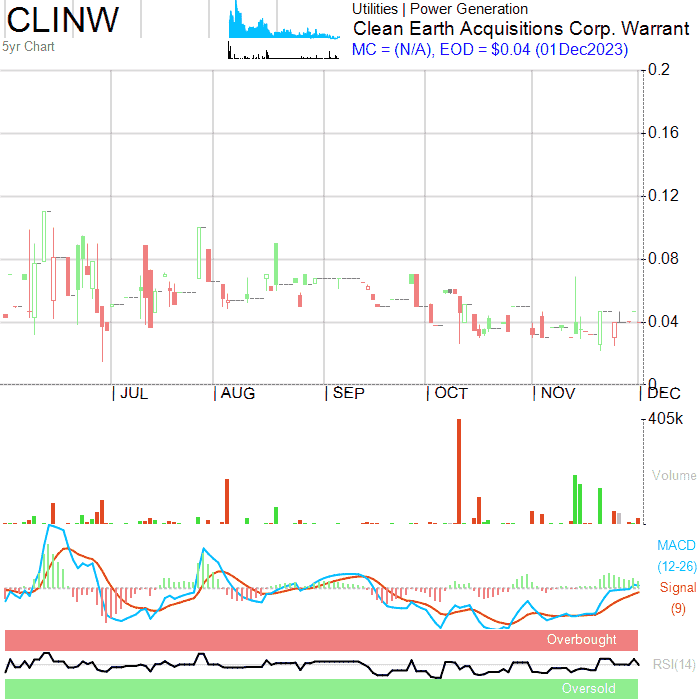 CLINW
5yr Chart
Utilities | Power Generation
Clean Earth Acquisitions Corp. Warrant
MC = (N/A), EOD = $0.04 (01Dec2023)
0.2
0.16
0.12
0.08
0.04
0
JUL AUG SEP OCT NOV DEC
405k
Volume
MACD
(12-26)
Signal
(9)
Overbought
RSI(14)
Oversold